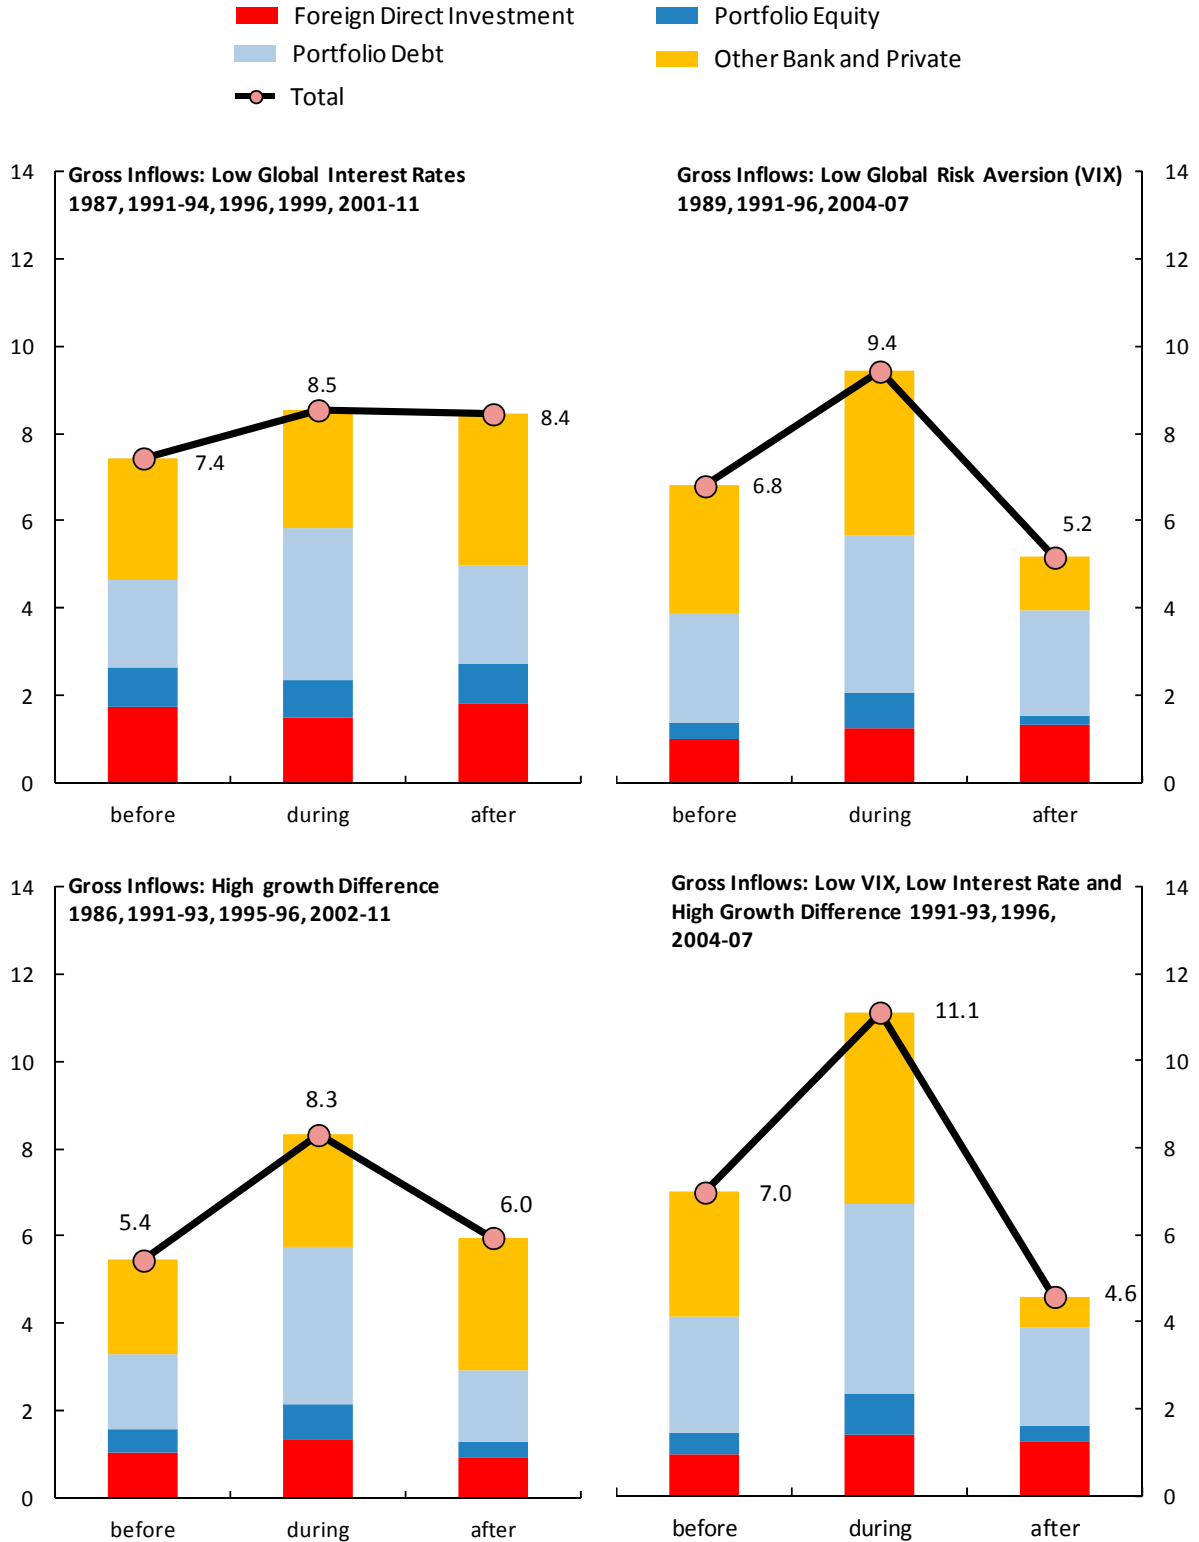 Foreign Direct Investment
Portfolio Equity
Portfolio Debt
Other Bank and Private
Total
Gross Inflows: Low Global Interest Rates
1987, 1991-94, 1996, 1999, 2001-11
14
12
10
8
6
4
2
0
7.4
8.5
8.4
before
during
after
Gross Inflows: Low Global Risk Aversion (VIX)
1989, 1991-96, 2004-07
14
12
10
8
6
4
2
0
6.8
9.4
5.2
before
during
after
Gross Inflows: High growth Difference
1986, 1991-93, 1995-96, 2002-11
14
12
10
8
6
4
2
0
5.4
8.3
6.0
before
during
after
Gross Inflows: Low VIX, Low Interest Rate and
High Growth Difference 1991-93, 1996,
2004-07
14
12
10
8
6
4
2
0
7.0
11.1
4.6
before
during
after